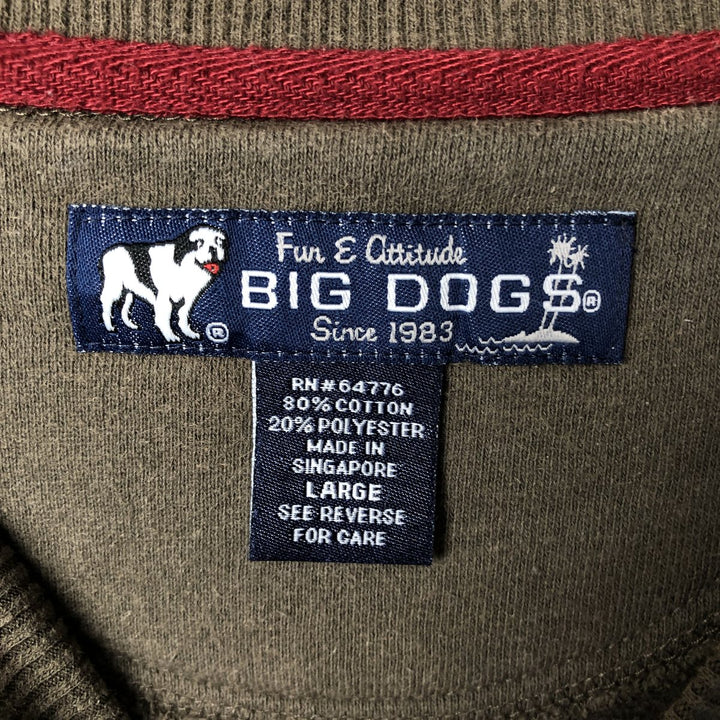 Fun & Attitude
BIG DOGS®
®
Since 1983
RN#64776
80% COTTON
20% POLYESTER
MADE IN
SINGAPORE
LARGE
SEE REVERSE
FOR CARE